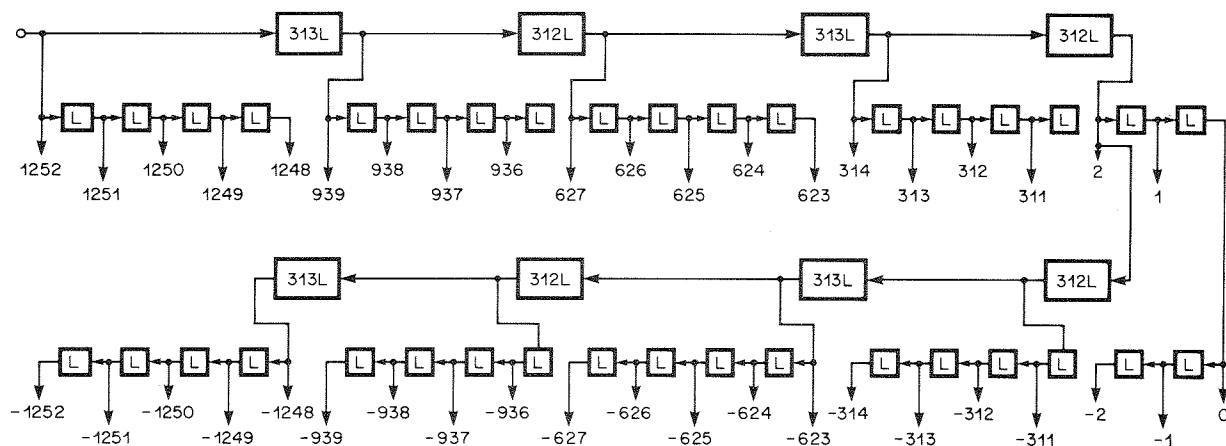 313L 312L 313L 312L
L L L L L L L L L L L L L L L L L L
1252 1250 1248 938 936 626 624 314 312 2
1251 1249 939 937 627 625 623 313 311 1
313L 312L 313L 312L
L L L L L L L L L L L L L L L L L L
-1252 -1250 -1248 -938 -936 -626 -624 -314 -312 -2 0
-1251 -1249 -939 -937 -627 -625 -623 -313 -311 -1